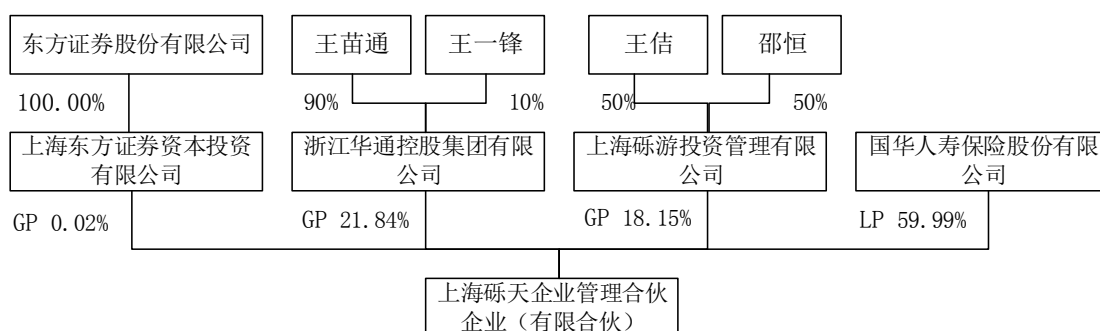 东方证券股份有限公司
王苗通
王一锋
王佶
邵恒
100.00%
90%
10%
50%
50%
上海东方证券资本投资
有限公司
浙江华通控股集团有限
公司
上海砾游投资管理有限
公司
国华人寿保险股份有限
公司
GP 0.02%
GP 21.84%
GP 18.15%
LP 59.99%
上海砾天企业管理合伙
企业（有限合伙）